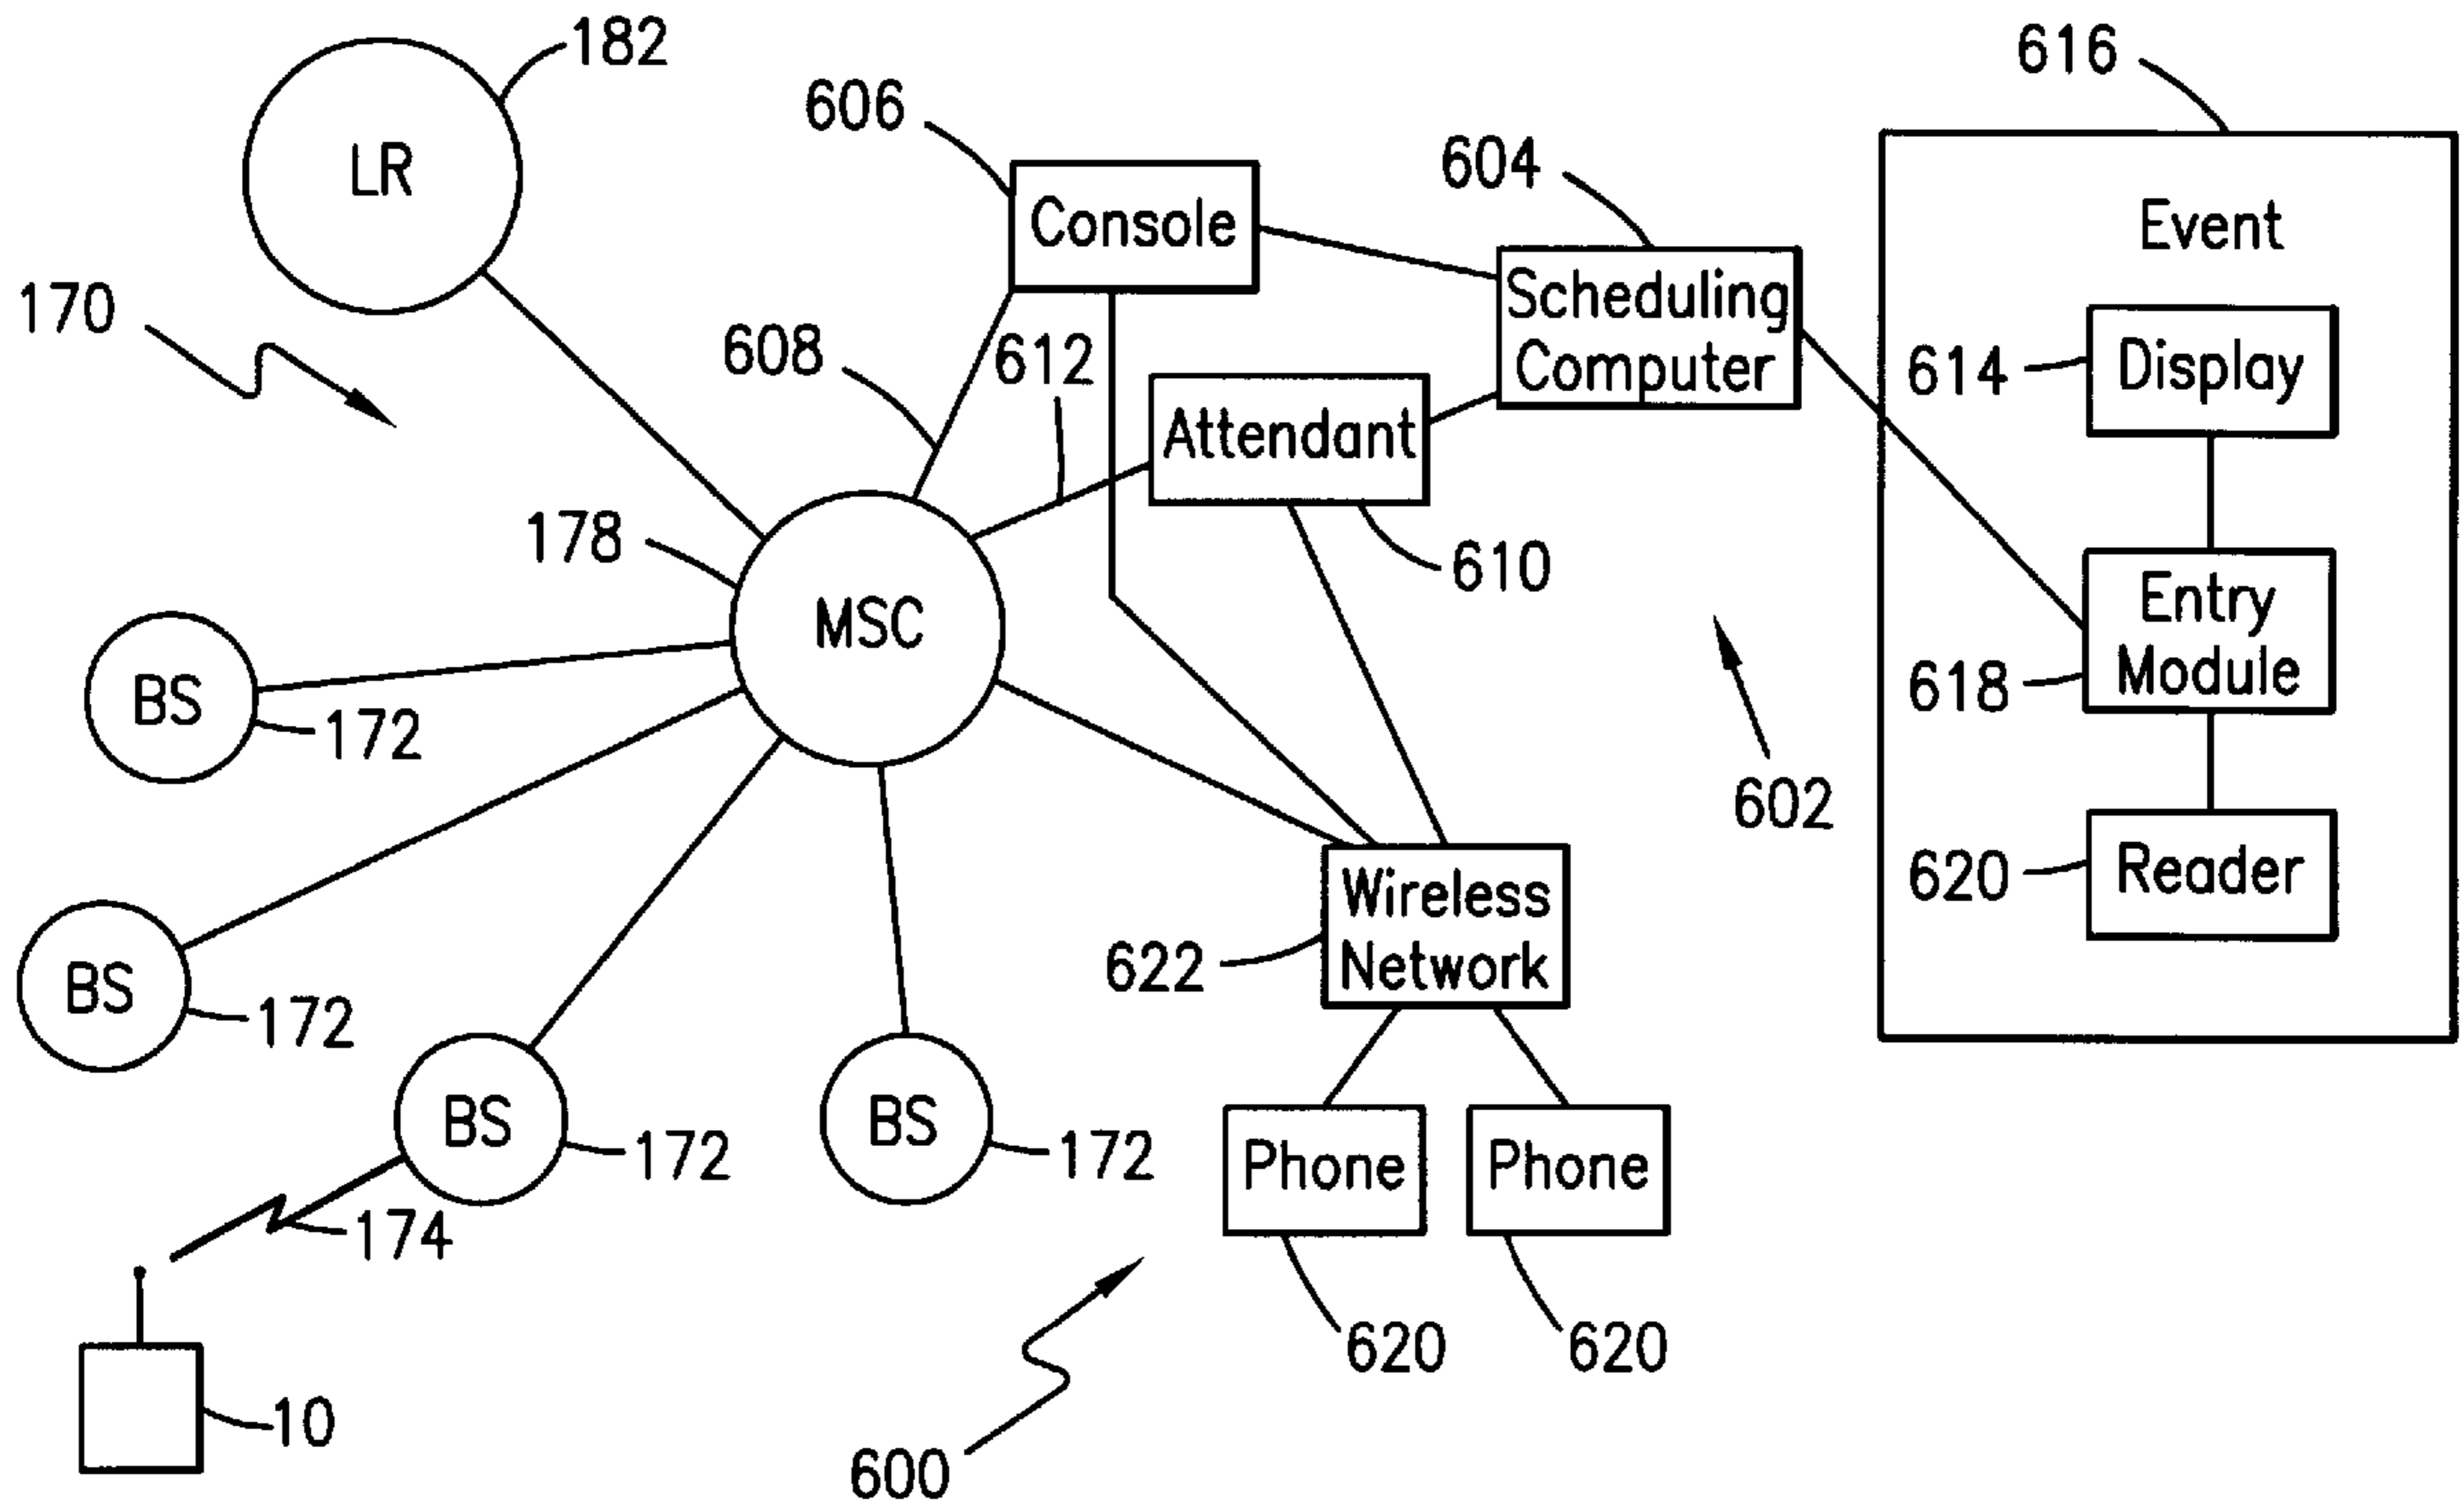 182
616
606
LR
604
Console
Event
170
608
612
Scheduling
Computer
614
Display
Attendant
178
610
MSC
Entry
Module
618
BS
172
602
Wireless
Network
622
620
Reader
BS
172
BS
172
BS
172
Phone
Phone
174
620
620
10
600